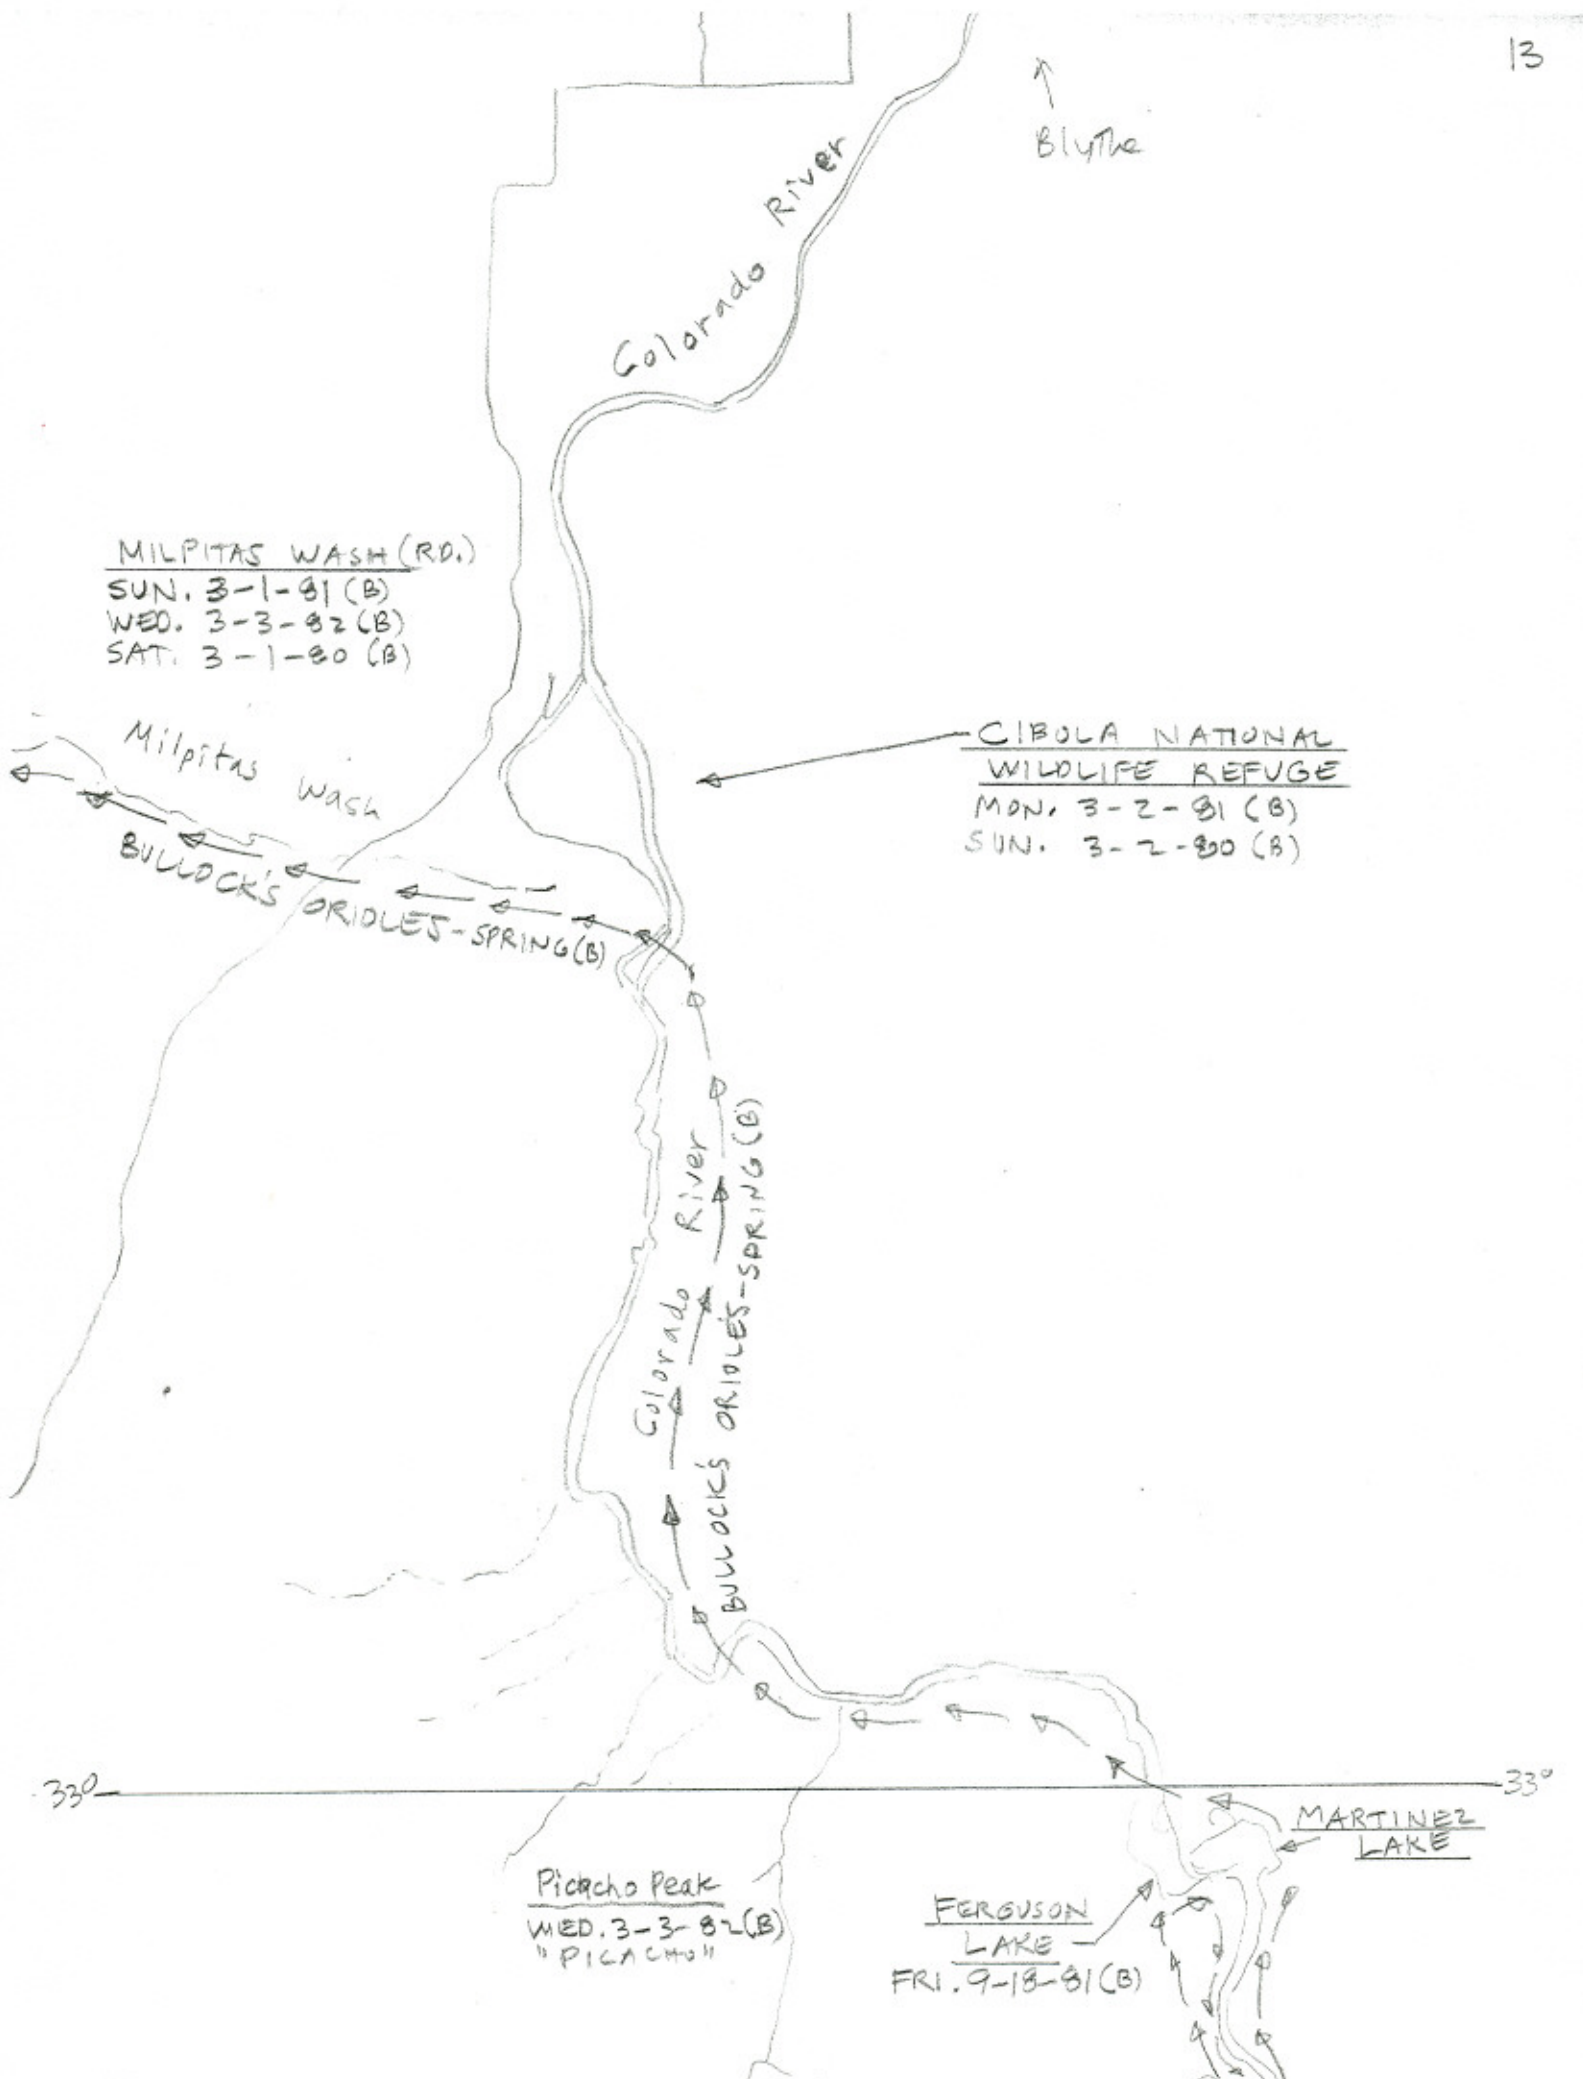 13
Blythe
Colorado River
MILPITAS WASH (RD.)
SUN. 3-1-81 (B)
WED. 3-3-82 (B)
SAT. 3-1-80 (B)
Milpitas Wash
CIBOLA NATIONAL
WILDLIFE REFUGE
MON. 3-2-81 (B)
SUN. 3-2-80 (B)
BULLOCK'S ORIOLES-SPRING (B)
Colorado River
BULLOCK'S ORIOLES-SPRING (B)
33° 33°
MARTINEZ
LAKE
Picacho Peak
WED. 3-3-82 (B)
"PICACHO"
FERGUSON
LAKE
FRI. 9-18-81 (B)